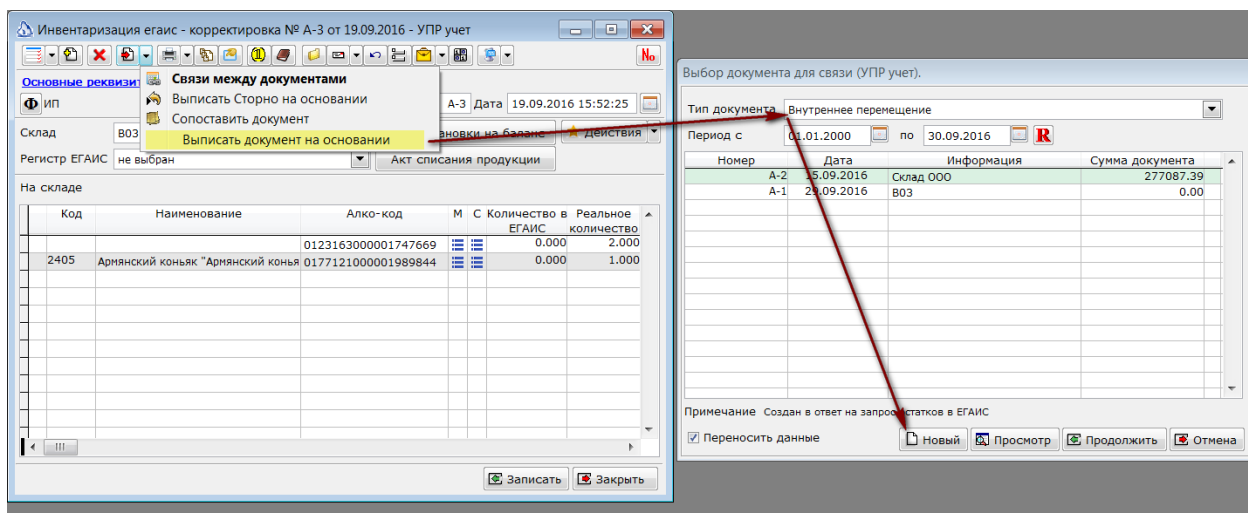 Инвентаризация егаис - корректировка № А-3 от 19.09.2016 - УПР учет
No
Основные реквизит
Связи между документами
Выписать Сторно на основании
Сопоставить документ
Выписать документ на основании
Ф ИП
А-3 Дата 19.09.2016 15:52:25
Склад В03
на балансе Действия
Регистр ЕГАИС не выбран
Акт списания продукции
На складе
Код Наименование Алко-код М С Количество в ЕГАИС Реальное количество
0123163000001747669 0.000 2.000
2405 Армянский коньяк "Армянский конья 0177121000001989844 0.000 1.000
Записать Закрыть
Выбор документа для связи (УПР учет).
Тип документа Внутреннее перемещение
Период с 01.01.2000 по 30.09.2016 R
Номер Дата Информация Сумма документа
А-2 15.09.2016 Склад ООО 277087.39
А-1 29.09.2016 В03 0.00
Примечание Создан в ответ на запрос остатков в ЕГАИС
Переносить данные
Новый Просмотр Продолжить Отмена